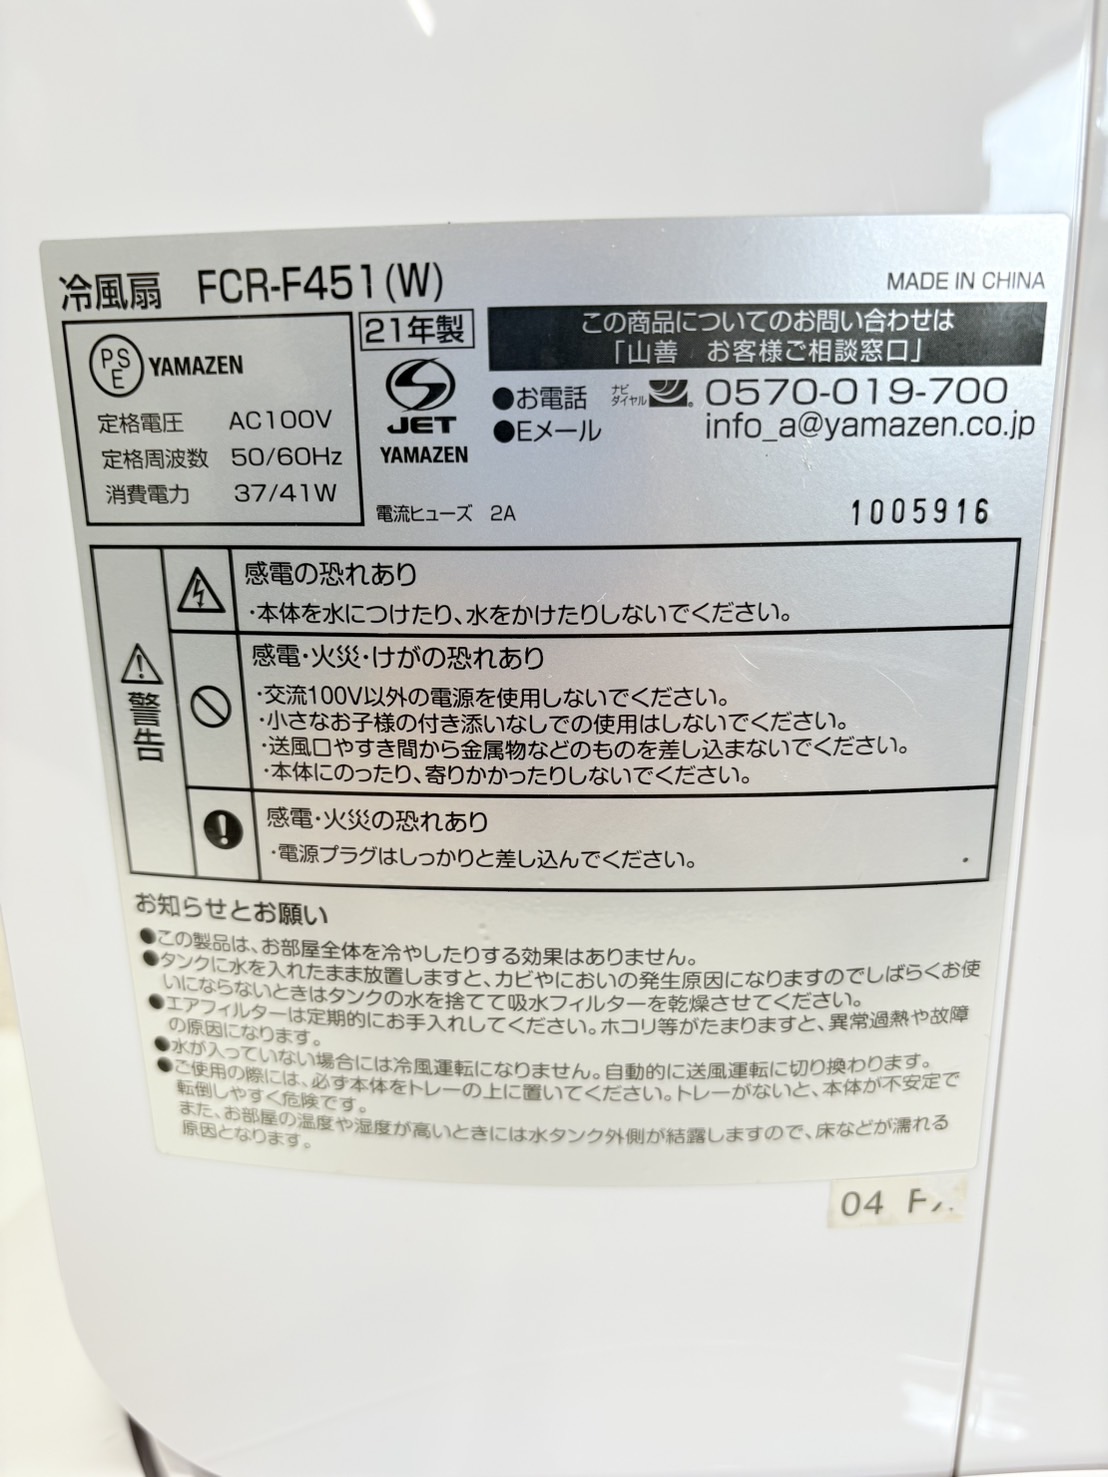 冷風扇 FCR-F451(W)
MADE IN CHINA
PSE YAMAZEN
定格電圧 AC100V
定格周波数 50/60Hz
消費電力 37/41W
21年製
JET
YAMAZEN
電流ヒューズ 2A
この商品についてのお問い合わせは
「山善 お客様ご相談窓口」
●お電話 ナビダイヤル 0570-019-700
●Eメール info_a@yamazen.co.jp
1005916
警告
感電の恐れあり
・本体を水につけたり、水をかけたりしないでください。
感電・火災・けがの恐れあり
・交流100V以外の電源を使用しないでください。
・小さなお子様の付き添いなしでの使用はしないでください。
・送風口やすき間から金属物などのものを差し込まないでください。
・本体にのったり、寄りかかったりしないでください。
感電・火災の恐れあり
・電源プラグはしっかりと差し込んでください。
お知らせとお願い
●この製品は、お部屋全体を冷やしたりする効果はありません。
●タンクに水を入れたまま放置しますと、カビやにおいの発生原因になりますのでしばらくお使
いにならないときはタンクの水を捨てて吸水フィルターを乾燥させてください。
●エアフィルターは定期的にお手入れしてください。ホコリ等がたまりますと、異常過熱や故障
の原因になります。
●水が入っていない場合には冷風運転になりません。自動的に送風運転に切り換わります。
●ご使用の際には、必ず本体をトレーの上に置いてください。トレーがないと、本体が不安定で
転倒しやすく危険です。
また、お部屋の温度や湿度が高いときには水タンク外側が結露しますので、床などが濡れる
原因となります。
04